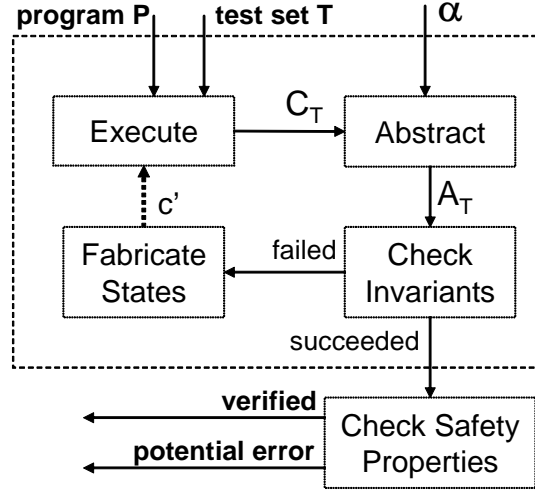 program P test set T α
Execute
C_T
Abstract
c'
A_T
Fabricate
States
failed
Check
Invariants
succeeded
verified
potential error
Check Safety
Properties